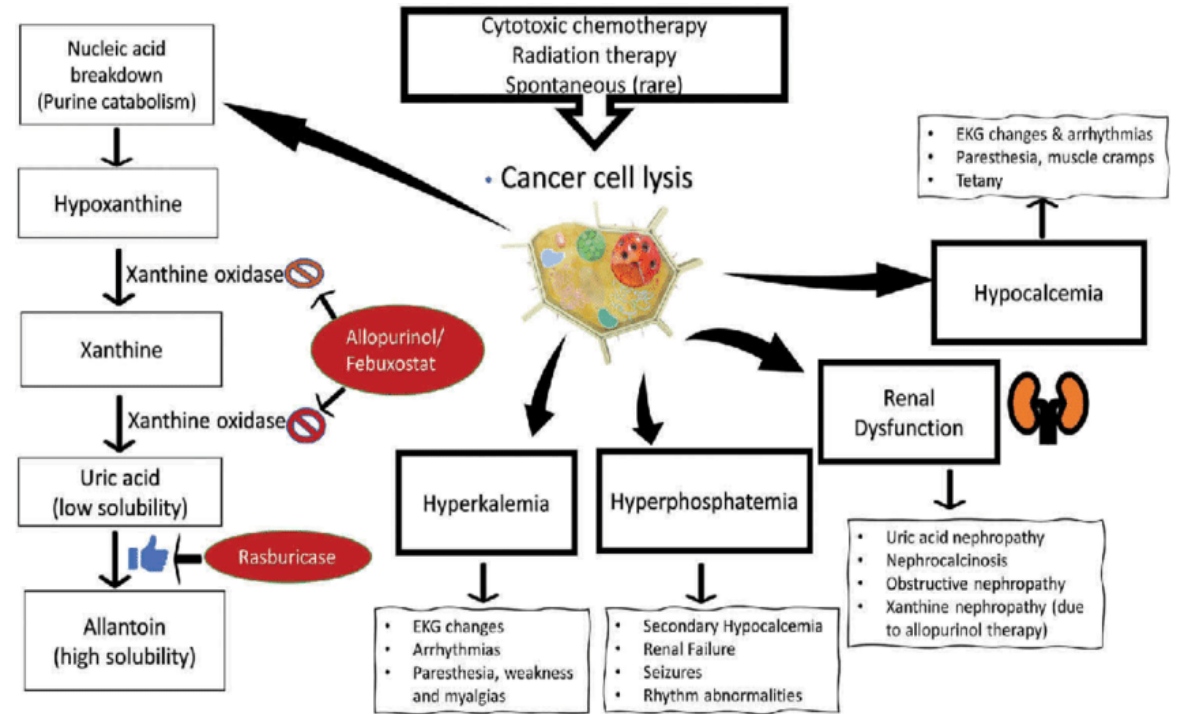 Cytotoxic chemotherapy
Radiation therapy
Spontaneous (rare)
• Cancer cell lysis
Nucleic acid
breakdown
(Purine catabolism)
Hypoxanthine
Xanthine oxidase
Xanthine
Allopurinol/
Febuxostat
Xanthine oxidase
Uric acid
(low solubility)
Rasburicase
Allantoin
(high solubility)
Hyperkalemia
• EKG changes
• Arrhythmias
• Paresthesia, weakness
and myalgias
Hyperphosphatemia
• Secondary Hypocalcemia
• Renal Failure
• Seizures
• Rhythm abnormalities
Renal
Dysfunction
• Uric acid nephropathy
• Nephrocalcinosis
• Obstructive nephropathy
• Xanthine nephropathy (due
to allopurinol therapy)
• EKG changes & arrhythmias
• Paresthesia, muscle cramps
• Tetany
Hypocalcemia